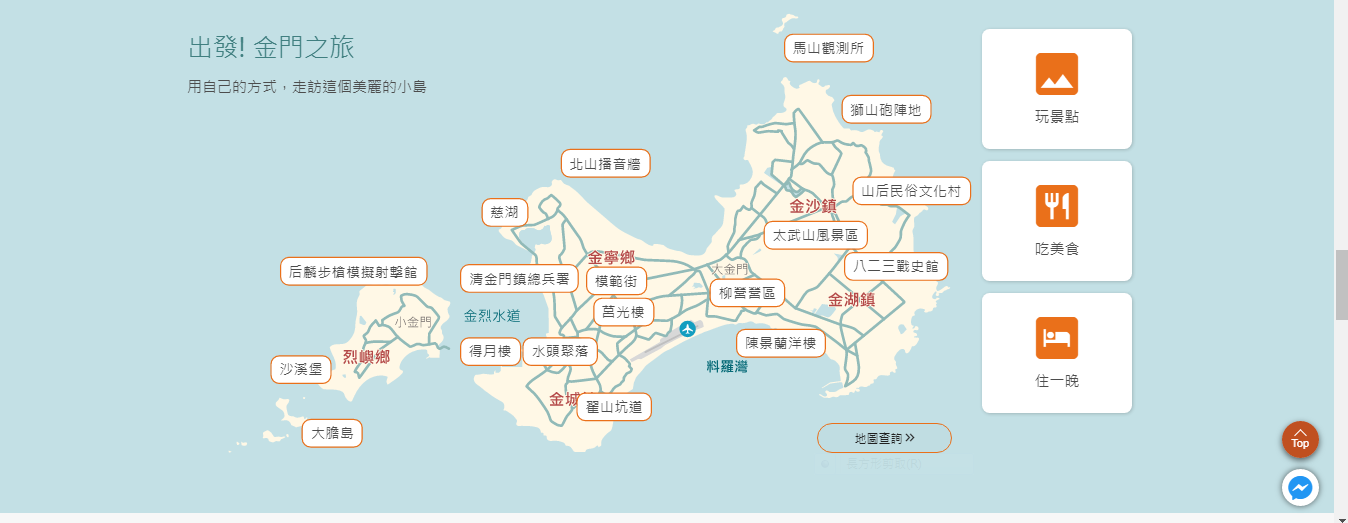 出發! 金門之旅
用自己的方式，走訪這個美麗的小島
馬山觀測所
獅山砲陣地
北山播音牆
山后民俗文化村
慈湖
金沙鎮
太武山風景區
金寧鄉
后麟步槍模擬射擊館
清金門鎮總兵署
模範街
大金門
八二三戰史館
柳營營區
金湖鎮
莒光樓
小金門
金烈水道
得月樓
水頭聚落
陳景蘭洋樓
烈嶼鄉
料羅灣
沙溪堡
金城
翟山坑道
大膽島
地圖查詢
玩景點
吃美食
住一晚
Top